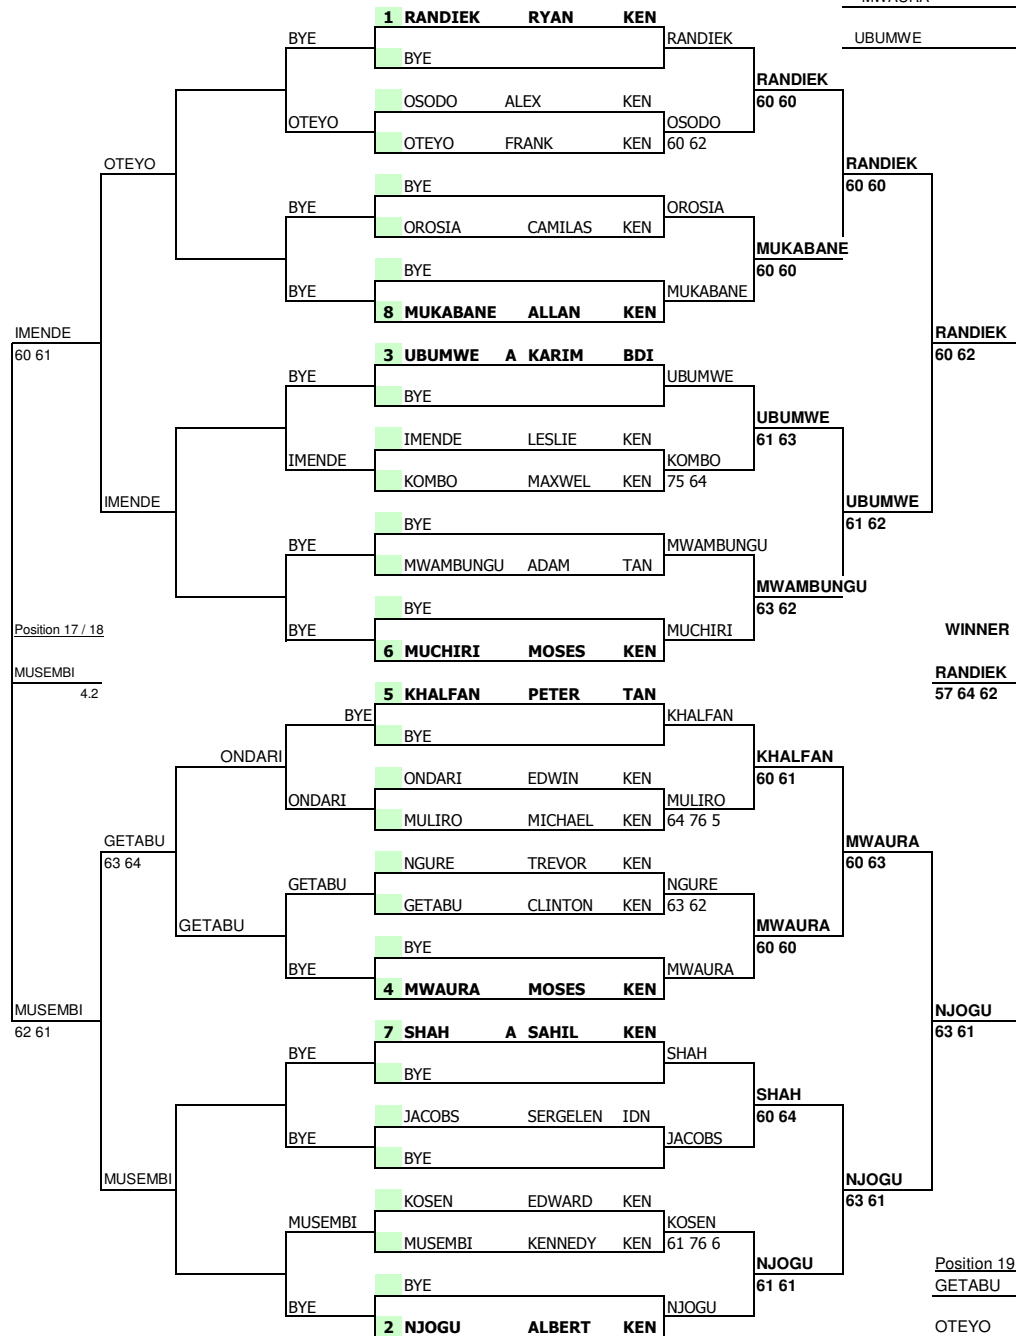 MWAURA
1 RANDIEK RYAN KEN
BYE RANDIEK UBUMWE
BYE
RANDIEK
OSODO ALEX KEN 60 60
OTEYO OSODO
OTEYO FRANK KEN 60 62
OTEYO RANDIEK
BYE 60 60
BYE OROSIA
OROSIA CAMILAS KEN
MUKABANE
BYE 60 60
BYE MUKABANE
8 MUKABANE ALLAN KEN
IMENDE RANDIEK
60 61 3 UBUMWE A KARIM BDI 60 62
BYE UBUMWE
BYE
UBUMWE
IMENDE LESLIE KEN 61 63
IMENDE KOMBO
KOMBO MAXWEL KEN 75 64
IMENDE UBUMWE
BYE 61 62
BYE MWAMBUNGU
MWAMBUNGU ADAM TAN
MWAMBUNGU
BYE 63 62
Position 17 / 18 BYE MUCHIRI WINNER
6 MUCHIRI MOSES KEN
MUSEMBI RANDIEK
4.2 5 KHALFAN PETER TAN 57 64 62
BYE KHALFAN
BYE
ONDARI KHALFAN
ONDARI EDWIN KEN 60 61
ONDARI MULIRO
MULIRO MICHAEL KEN 64 76 5
GETABU MWAURA
63 64 NGURE TREVOR KEN 60 63
GETABU NGURE
GETABU CLINTON KEN 63 62
GETABU MWAURA
BYE 60 60
BYE MWAURA
4 MWAURA MOSES KEN
MUSEMBI NJOGU
62 61 7 SHAH A SAHIL KEN 63 61
BYE SHAH
BYE
SHAH
JACOBS SERGELEN IDN 60 64
BYE JACOBS
BYE
MUSEMBI NJOGU
KOSEN EDWARD KEN 63 61
MUSEMBI KOSEN
MUSEMBI KENNEDY KEN 61 76 6
NJOGU Position 19
BYE 61 61 GETABU
BYE NJOGU
2 NJOGU ALBERT KEN OTEYO